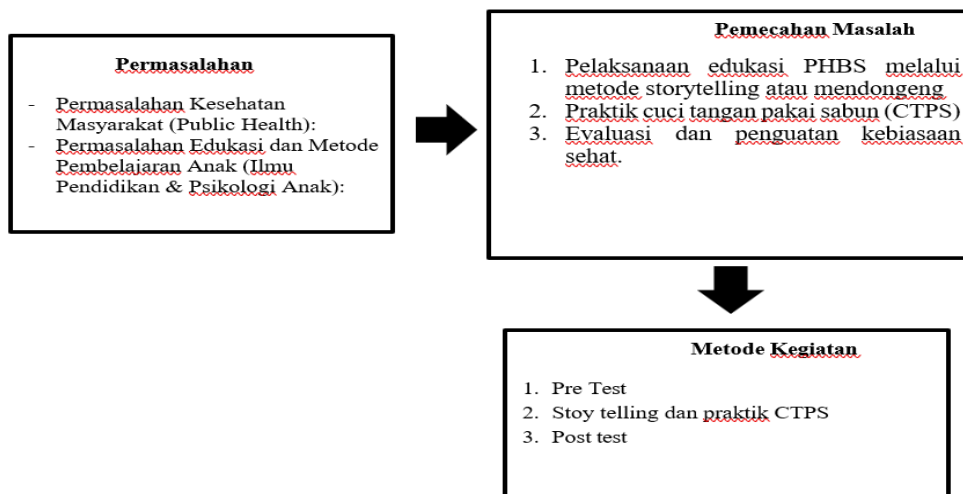 Permasalahan
- Permasalahan Kesehatan
Masyarakat (Public Health):
- Permasalahan Edukasi dan Metode
Pembelajaran Anak (Ilmu
Pendidikan & Psikologi Anak):
Pemecahan Masalah
1. Pelaksanaan edukasi PHBS melalui
metode storytelling atau mendongeng
2. Praktik cuci tangan pakai sabun (CTPS)
3. Evaluasi dan penguatan kebiasaan
sehat.
Metode Kegiatan
1. Pre Test
2. Stoy telling dan praktik CTPS
3. Post test